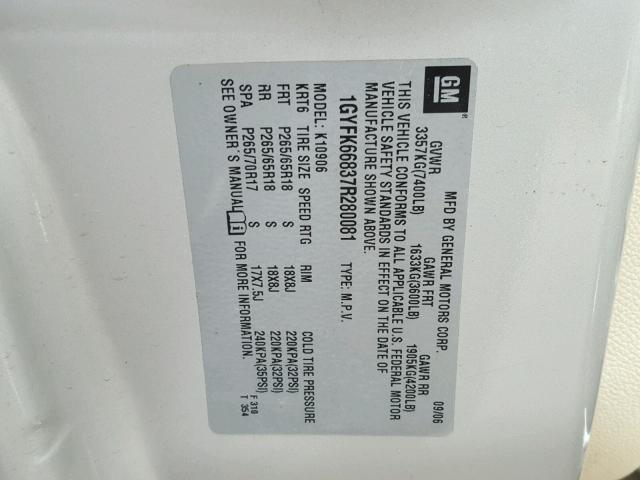 GM ®
MFD BY GENERAL MOTORS CORP. 09/06
GVWR GAWR FRT GAWR RR
3357KG(7400LB) 1633KG(3600LB) 1905KG(4200LB)
THIS VEHICLE CONFORMS TO ALL APPLICABLE U.S. FEDERAL MOTOR
VEHICLE SAFETY STANDARDS IN EFFECT ON THE DATE OF
MANUFACTURE SHOWN ABOVE.
1GYFK66837R280081 TYPE: M.P.V.
MODEL: K10906
KRT6 TIRE SIZE SPEED RTG RIM COLD TIRE PRESSURE
FRT P265/65R18 S 18X8J 220KPA(32PSI)
RR P265/65R18 S 18X8J 220KPA(32PSI)
SPA P265/70R17 S 17X7.5J 240KPA(35PSI)
SEE OWNER'S MANUAL i FOR MORE INFORMATION.
F 310
T 354